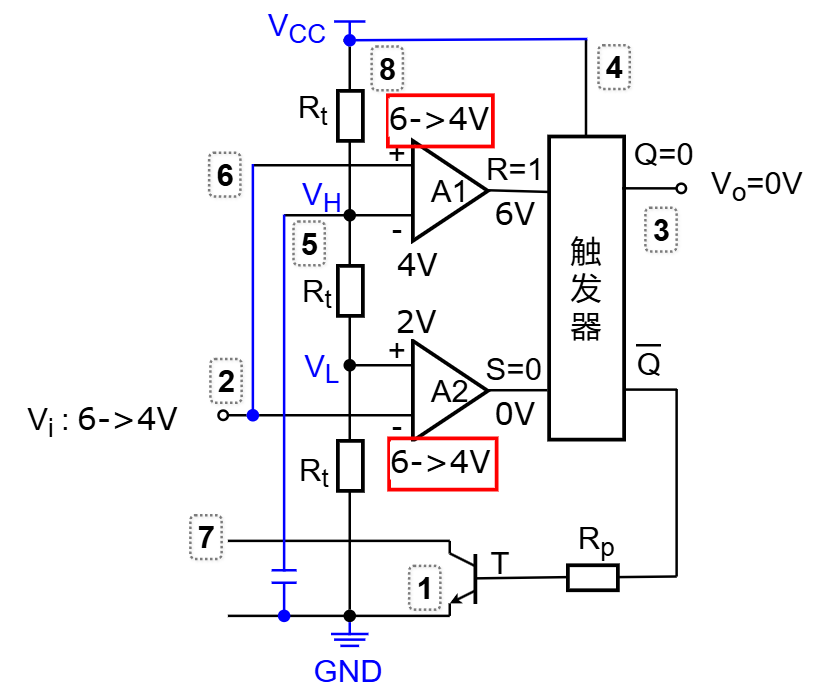 VCC
8
4
Rt
6->4V
+
Q=0
6
R=1
Vo=0V
A1
VH
6V
3
-
5
4V
触
发
器
Rt
2V
+
Q̅
VL
S=0
2
A2
Vi : 6->4V
0V
-
6->4V
Rt
7
Rp
T
1
GND